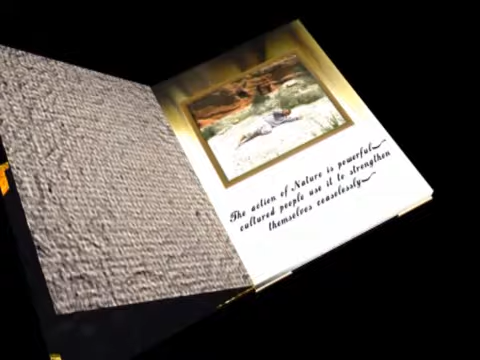 The action of Nature is powerful
cultured people use it to strengthen
themselves ceaselessly